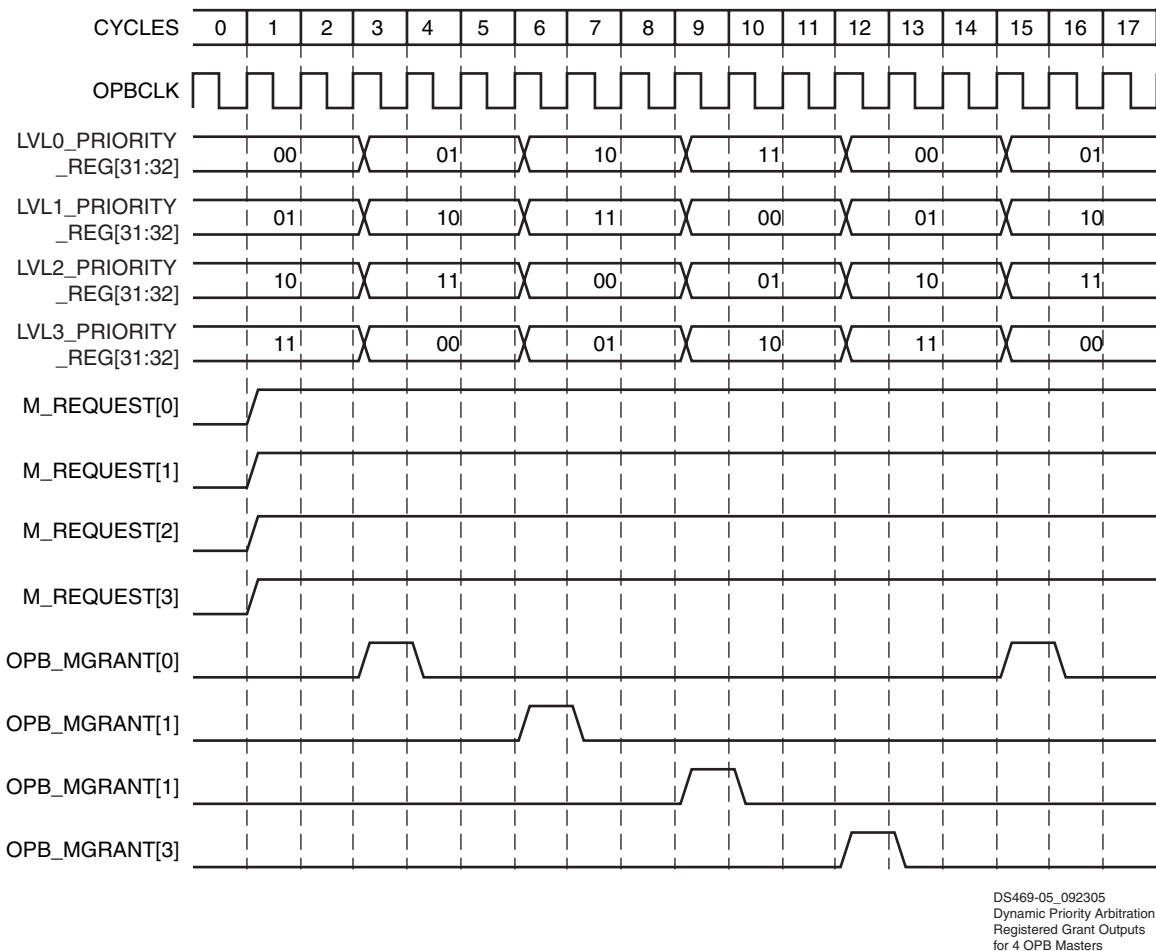 CYCLES 0 1 2 3 4 5 6 7 8 9 10 11 12 13 14 15 16 17
OPBCLK
LVL0_PRIORITY
_REG[31:32] 00 01 10 11 00 01
LVL1_PRIORITY
_REG[31:32] 01 10 11 00 01 10
LVL2_PRIORITY
_REG[31:32] 10 11 00 01 10 11
LVL3_PRIORITY
_REG[31:32] 11 00 01 10 11 00
M_REQUEST[0]
M_REQUEST[1]
M_REQUEST[2]
M_REQUEST[3]
OPB_MGRANT[0]
OPB_MGRANT[1]
OPB_MGRANT[1]
OPB_MGRANT[3]
DS469-05_092305
Dynamic Priority Arbitration
Registered Grant Outputs
for 4 OPB Masters